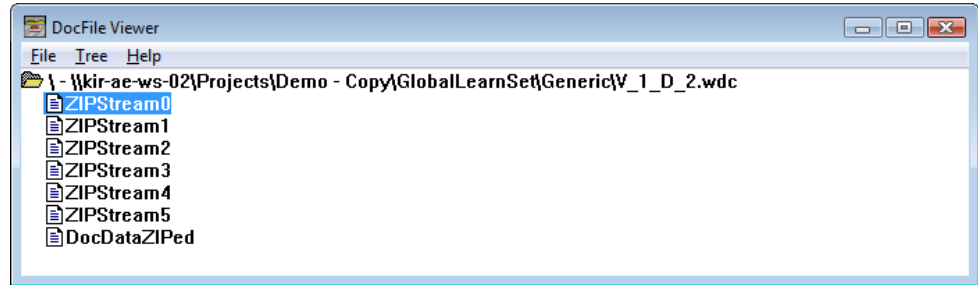 DocFile Viewer
File Tree Help
\ - \\kir-ae-ws-02\Projects\Demo - Copy\GlobalLearnSet\Generic\V_1_D_2.wdc
ZIPStream0
ZIPStream1
ZIPStream2
ZIPStream3
ZIPStream4
ZIPStream5
DocDataZIPed